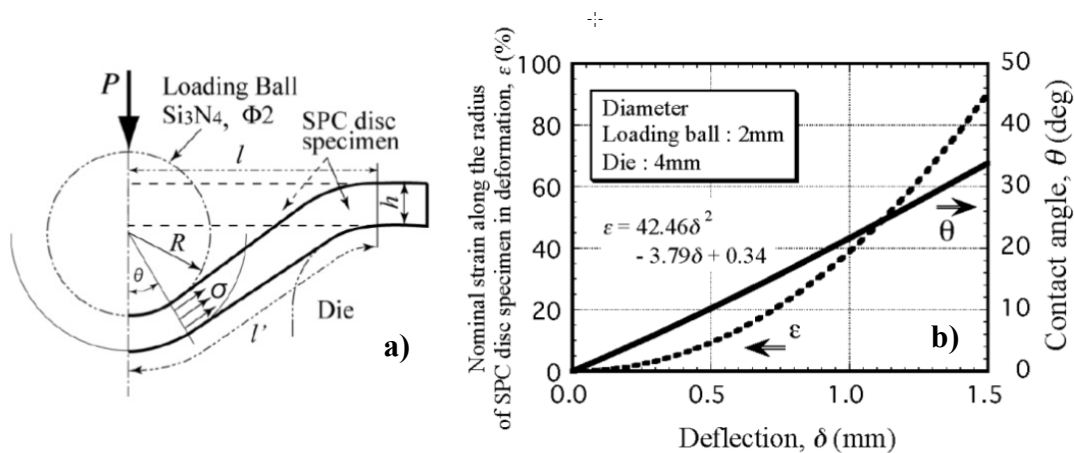 P
Loading Ball
Si3N4, Φ2
SPC disc
specimen
l
h
R
θ
σ
Die
l'
a)
Nominal strain along the radius
of SPC disc specimen in deformation, ε (%)
100
80
60
40
20
0
Diameter
Loading ball : 2mm
Die : 4mm
ε = 42.46δ²
- 3.79δ + 0.34
θ
ε
b)
50
40
30
20
10
0
Contact angle, θ (deg)
0.0
0.5
1.0
1.5
Deflection, δ (mm)